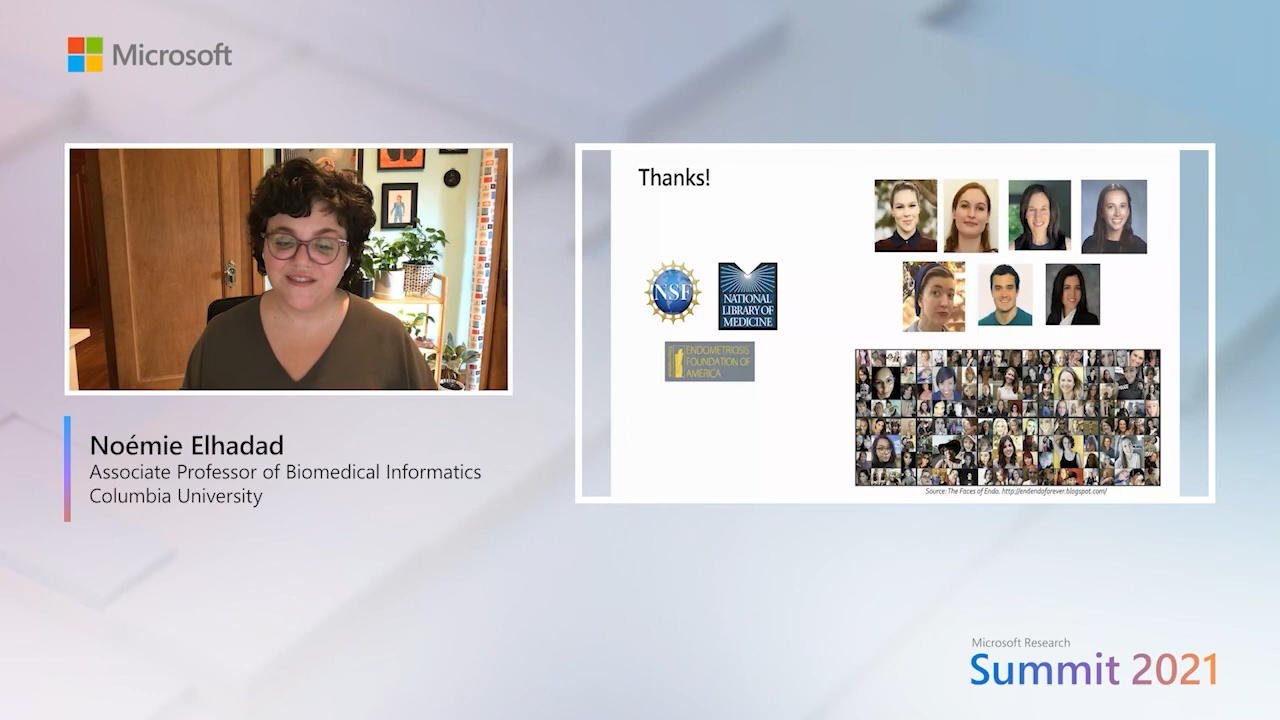 Microsoft
Thanks!
NSF
NATIONAL
LIBRARY OF
MEDICINE
ENDOMETRIOSIS
FOUNDATION OF
AMERICA
Source: The Faces of Endo. http://endendoforever.blogspot.com/
Noémie Elhadad
Associate Professor of Biomedical Informatics
Columbia University
Microsoft Research
Summit 2021